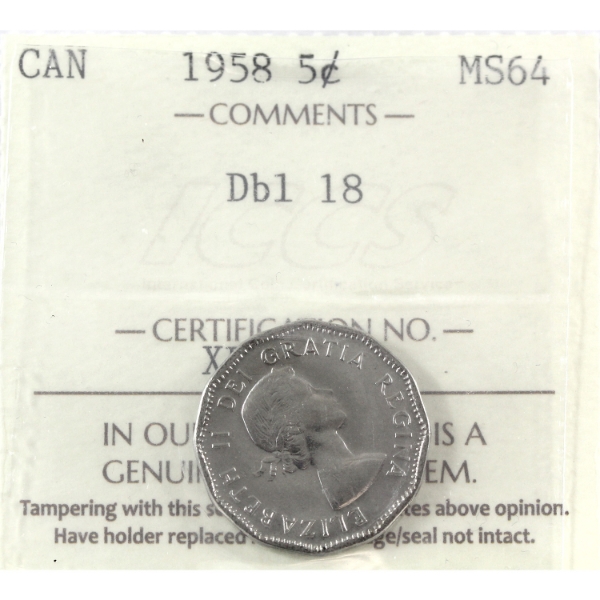 CAN 1958 5¢ MS64
— COMMENTS —
Dbl 18
ICCS
— CERTIFICATION NO. —
IN OU IS A
GENUI EM.
Tampering with this s es above opinion.
Have holder replaced ge/seal not intact.
ELIZABETH II DEI GRATIA REGINA